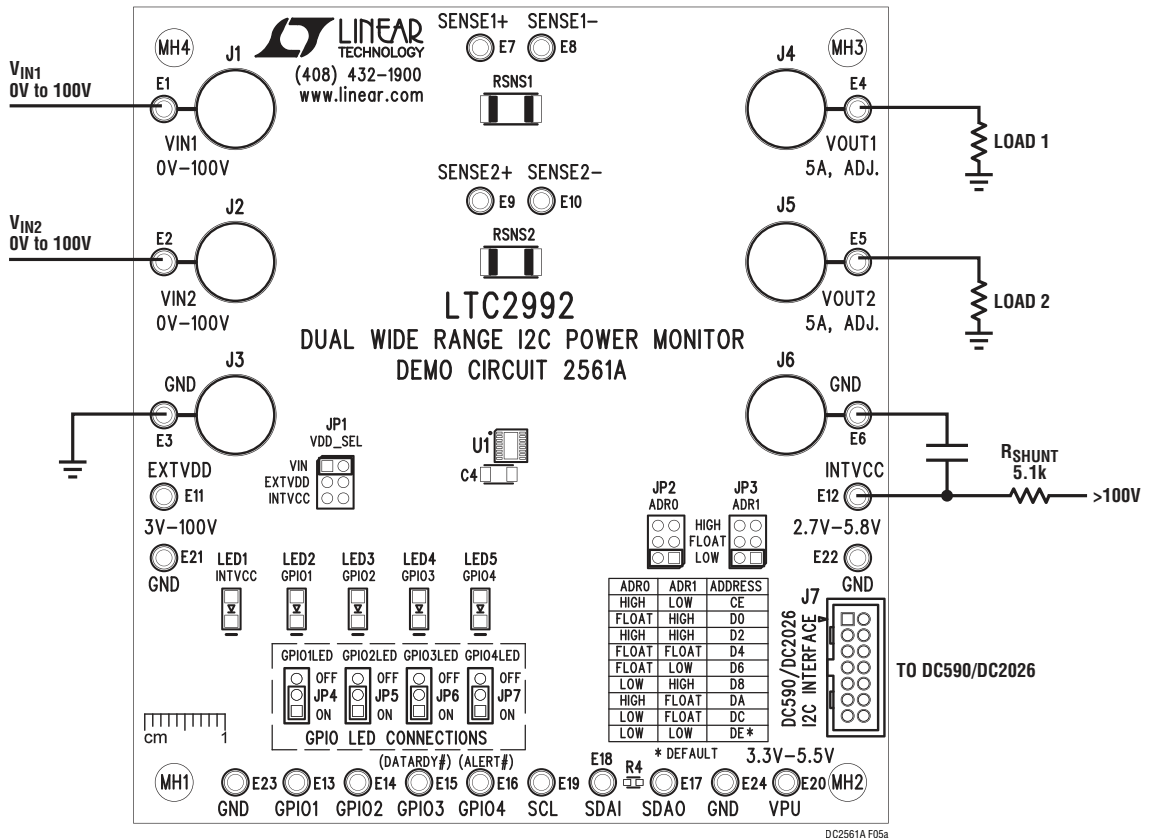 SENSE1+ SENSE1-
MH4
LINEAR
TECHNOLOGY
(408) 432-1900
www.linear.com
E7 E8
MH3
J1
J4
VIN1
0V to 100V
E1
RSNS1
E4
VIN1
0V-100V
VOUT1
5A, ADJ.
LOAD 1
SENSE2+ SENSE2-
E9 E10
J2
J5
VIN2
0V to 100V
E2
RSNS2
E5
VIN2
0V-100V
VOUT2
5A, ADJ.
LOAD 2
LTC2992
DUAL WIDE RANGE I2C POWER MONITOR
DEMO CIRCUIT 2561A
J3
J6
GND
E3
GND
E6
JP1
VDD_SEL
VIN
EXTVDD
INTVCC
U1
C4
EXTVDD
E11
3V-100V
E21
GND
INTVCC
E12
2.7V-5.8V
E22
GND
RSHUNT
5.1k
>100V
JP2
ADR0
JP3
ADR1
HIGH
FLOAT
LOW
LED1
INTVCC
LED2
GPIO1
LED3
GPIO2
LED4
GPIO3
LED5
GPIO4
ADR0 ADR1 ADDRESS
HIGH LOW CE
FLOAT HIGH D0
HIGH HIGH D2
FLOAT FLOAT D4
FLOAT LOW D6
LOW HIGH D8
HIGH FLOAT DA
LOW FLOAT DC
LOW LOW DE*
* DEFAULT
J7
DC590/DC2026
I2C INTERFACE
TO DC590/DC2026
GPIO1LED GPIO2LED GPIO3LED GPIO4LED
OFF OFF OFF OFF
JP4 JP5 JP6 JP7
ON ON ON ON
GPIO LED CONNECTIONS
cm 1
(DATARDY#) (ALERT#)
E18
R4
3.3V-5.5V
MH1
E23 E13 E14 E15 E16 E19 E17 E24 E20
MH2
GND GPIO1 GPIO2 GPIO3 GPIO4 SCL SDAI SDAO GND VPU
DC2561A F05a